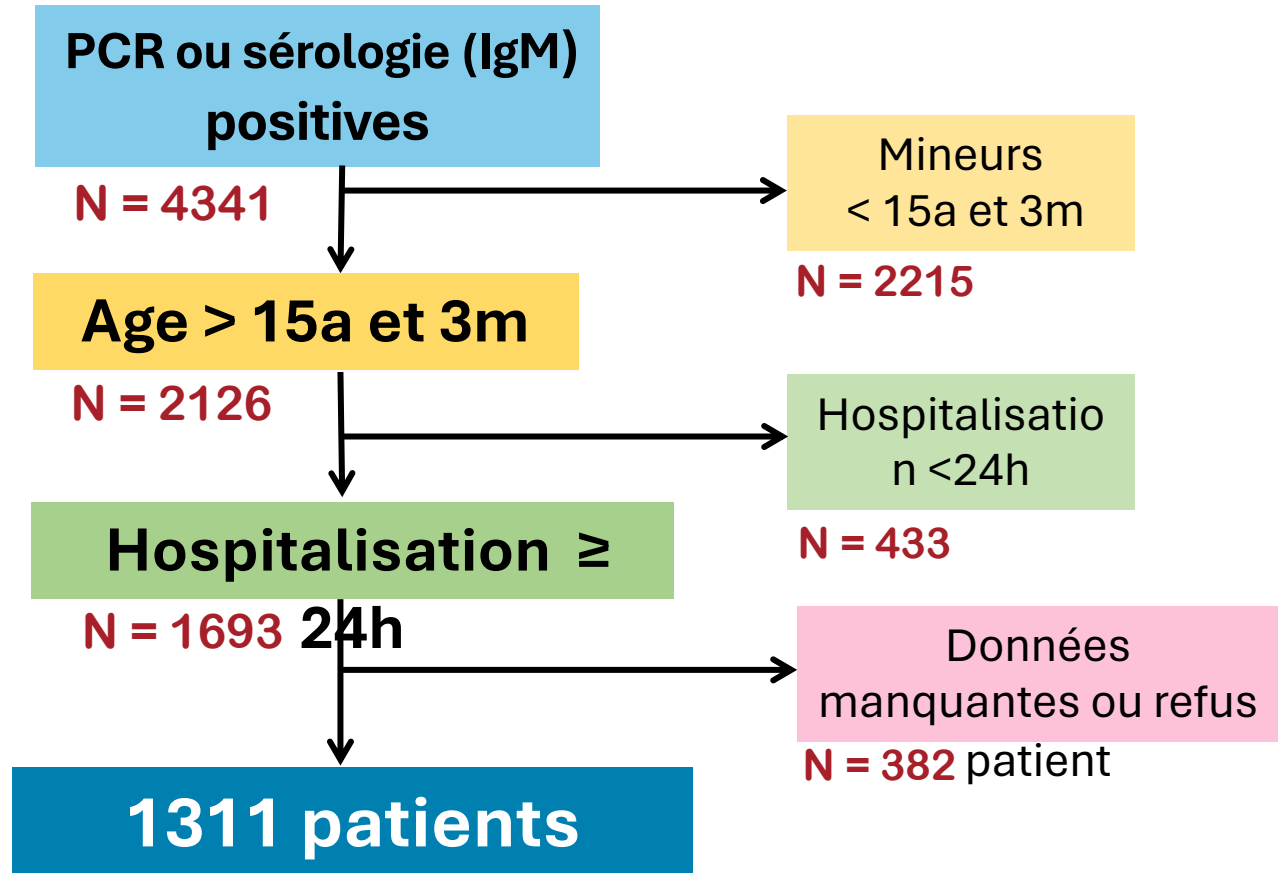 PCR ou sérologie (IgM)
positives
N = 4341
Mineurs
< 15a et 3m
N = 2215
Age > 15a et 3m
N = 2126
Hospitalisatio
n <24h
N = 433
Hospitalisation ≥
24h
N = 1693
Données
manquantes ou refus
patient
N = 382
1311 patients